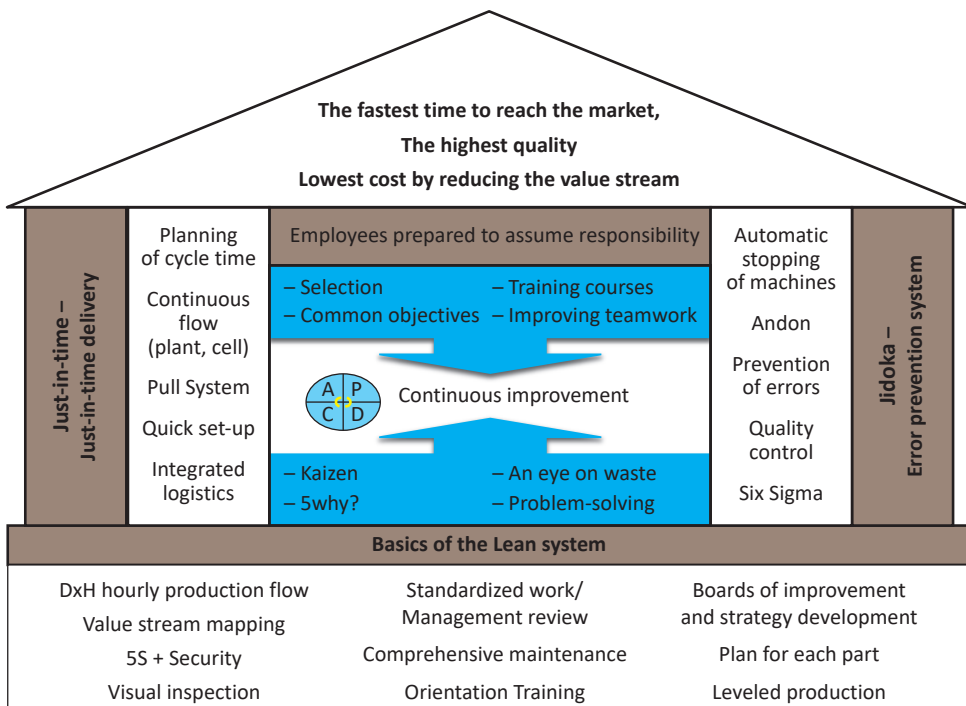 The fastest time to reach the market,
The highest quality
Lowest cost by reducing the value stream
Just-in-time –
Just-in-time delivery
Planning
of cycle time
Continuous
flow
(plant, cell)
Pull System
Quick set-up
Integrated
logistics
Employees prepared to assume responsibility
– Selection
– Common objectives
– Training courses
– Improving teamwork
A P
C D
Continuous improvement
– Kaizen
– 5why?
– An eye on waste
– Problem-solving
Automatic
stopping
of machines
Andon
Prevention
of errors
Quality
control
Six Sigma
Jidoka –
Error prevention system
Basics of the Lean system
DxH hourly production flow
Value stream mapping
5S + Security
Visual inspection
Standardized work/
Management review
Comprehensive maintenance
Orientation Training
Boards of improvement
and strategy development
Plan for each part
Leveled production